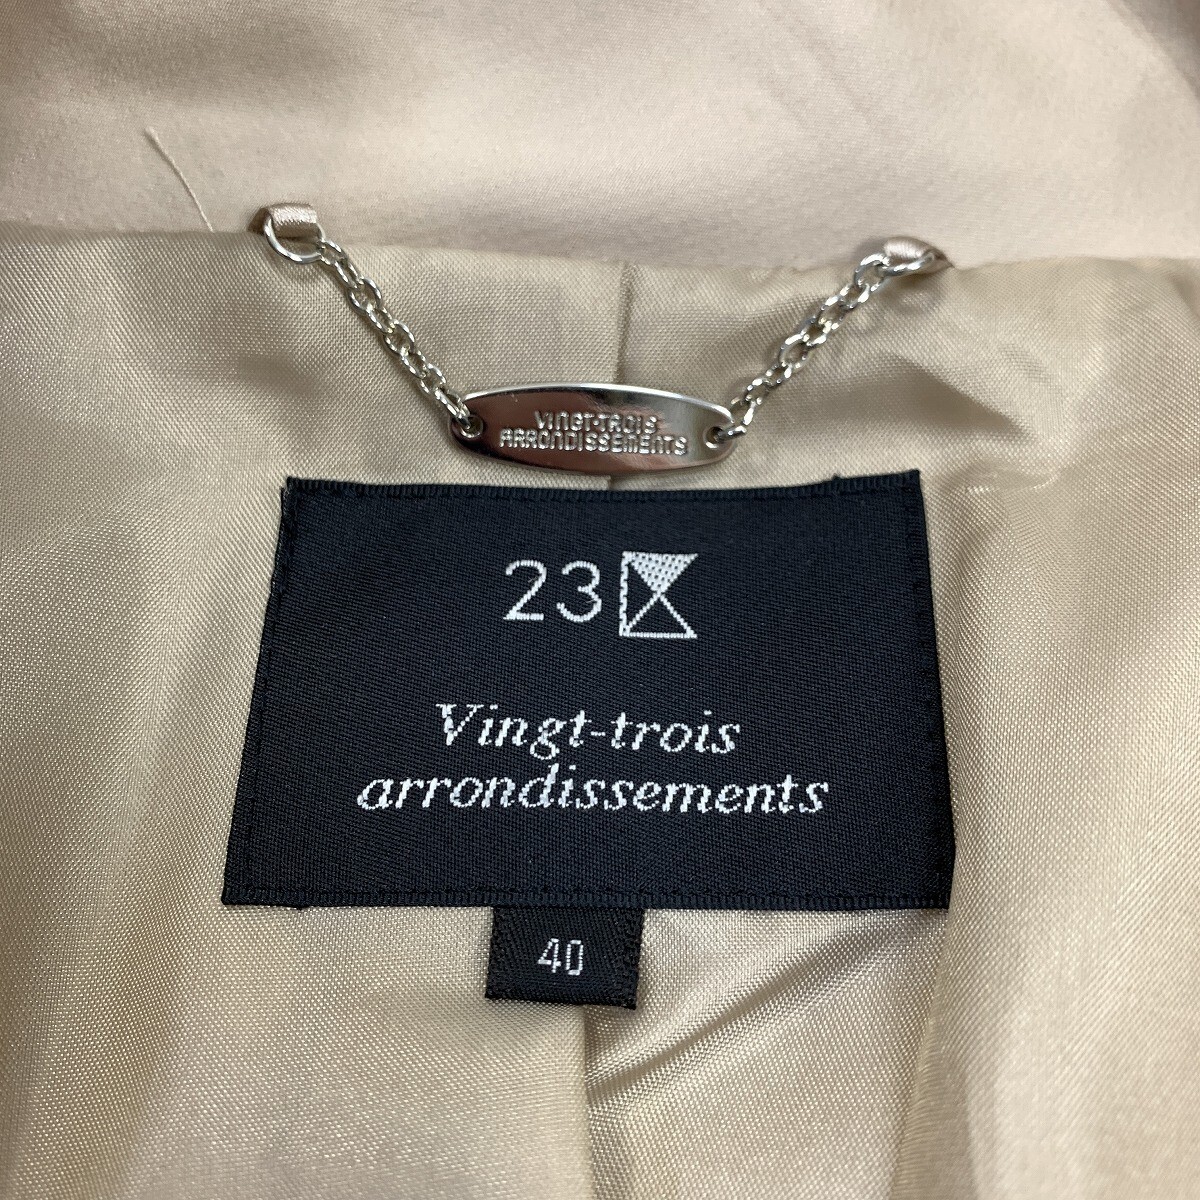 VINGT-TROIS
ARRONDISSEMENTS
23
Vingt-trois
arrondissements
40